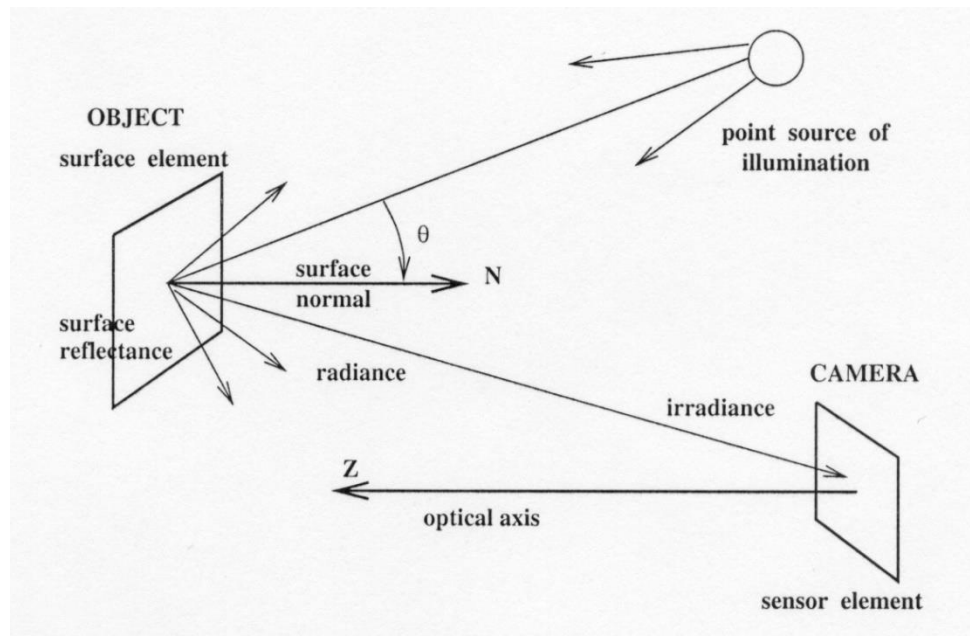 OBJECT
surface element
point source of
illumination
θ
surface
normal
N
surface
reflectance
radiance
CAMERA
irradiance
Z
optical axis
sensor element